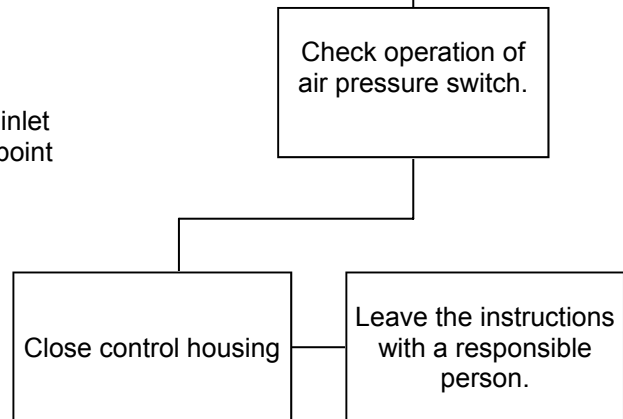 Check operation of
air pressure switch.
inlet
point
Close control housing
Leave the instructions
with a responsible
person.